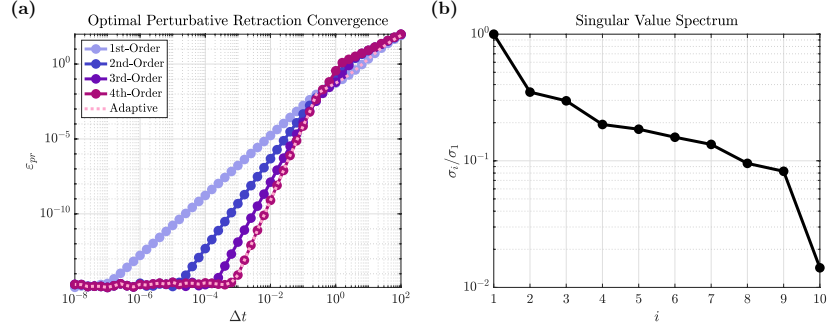 (a)
Optimal Perturbative Retraction Convergence
1st-Order
2nd-Order
3rd-Order
4th-Order
Adaptive
10^0
10^-5
10^-10
ε_pr
10^-8
10^-6
10^-4
10^-2
10^0
10^2
Δt
(b)
Singular Value Spectrum
10^0
10^-1
10^-2
σ_i/σ_1
1 2 3 4 5 6 7 8 9 10
i